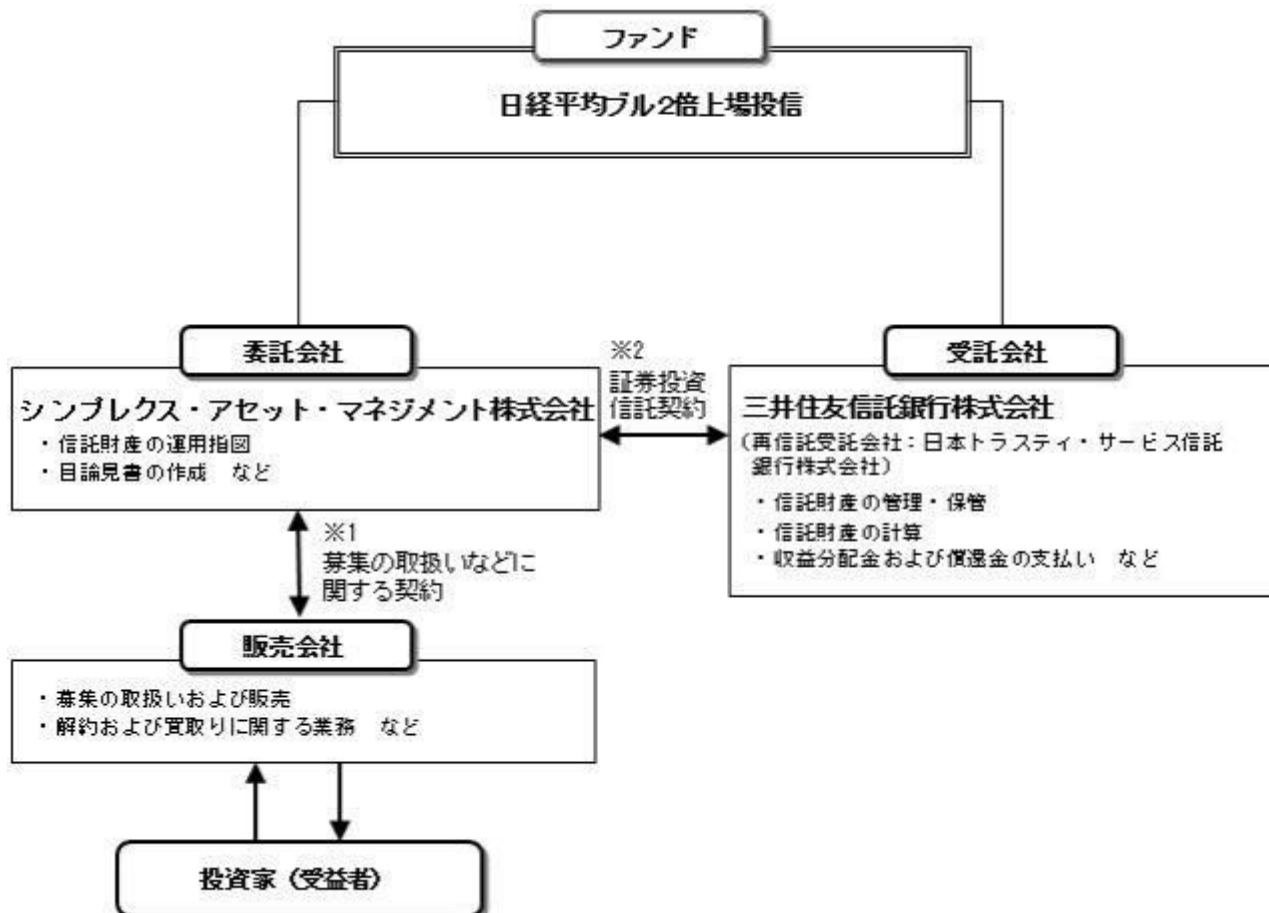 ファンド
日経平均ブル2倍上場投信
委託会社
シンプレクス・アセット・マネジメント株式会社
・信託財産の運用指図
・目論見書の作成　など
※2
証券投資
信託契約
受託会社
三井住友信託銀行株式会社
(再信託受託会社：日本トラスティ・サービス信託
銀行株式会社)
・信託財産の管理・保管
・信託財産の計算
・収益分配金および償還金の支払い　など
※1
募集の取扱いなどに
関する契約
販売会社
・募集の取扱いおよび販売
・解約および買取りに関する業務　など
投資家（受益者）